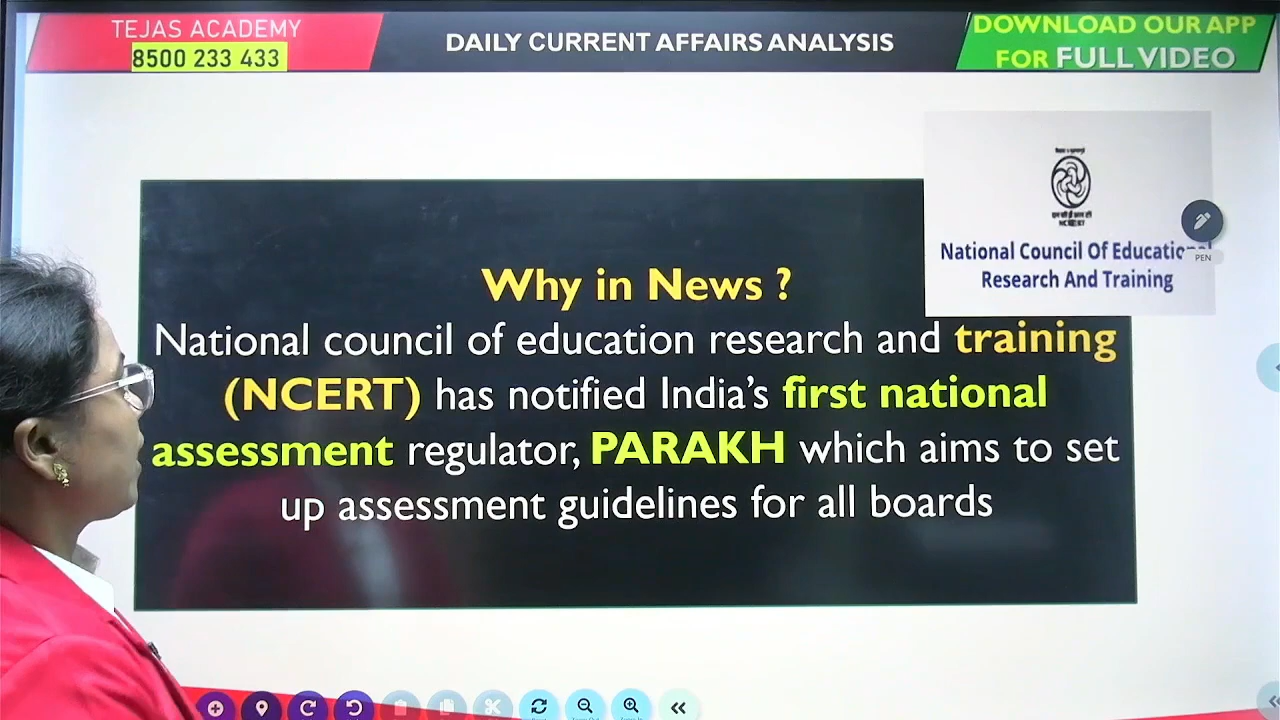 TEJAS ACADEMY
8500 233 433
DAILY CURRENT AFFAIRS ANALYSIS
DOWNLOAD OUR APP
FOR FULL VIDEO
NCERT
National Council Of Educational
Research And Training
PEN
Why in News ?
National council of education research and training
(NCERT) has notified India's first national
assessment regulator, PARAKH which aims to set
up assessment guidelines for all boards